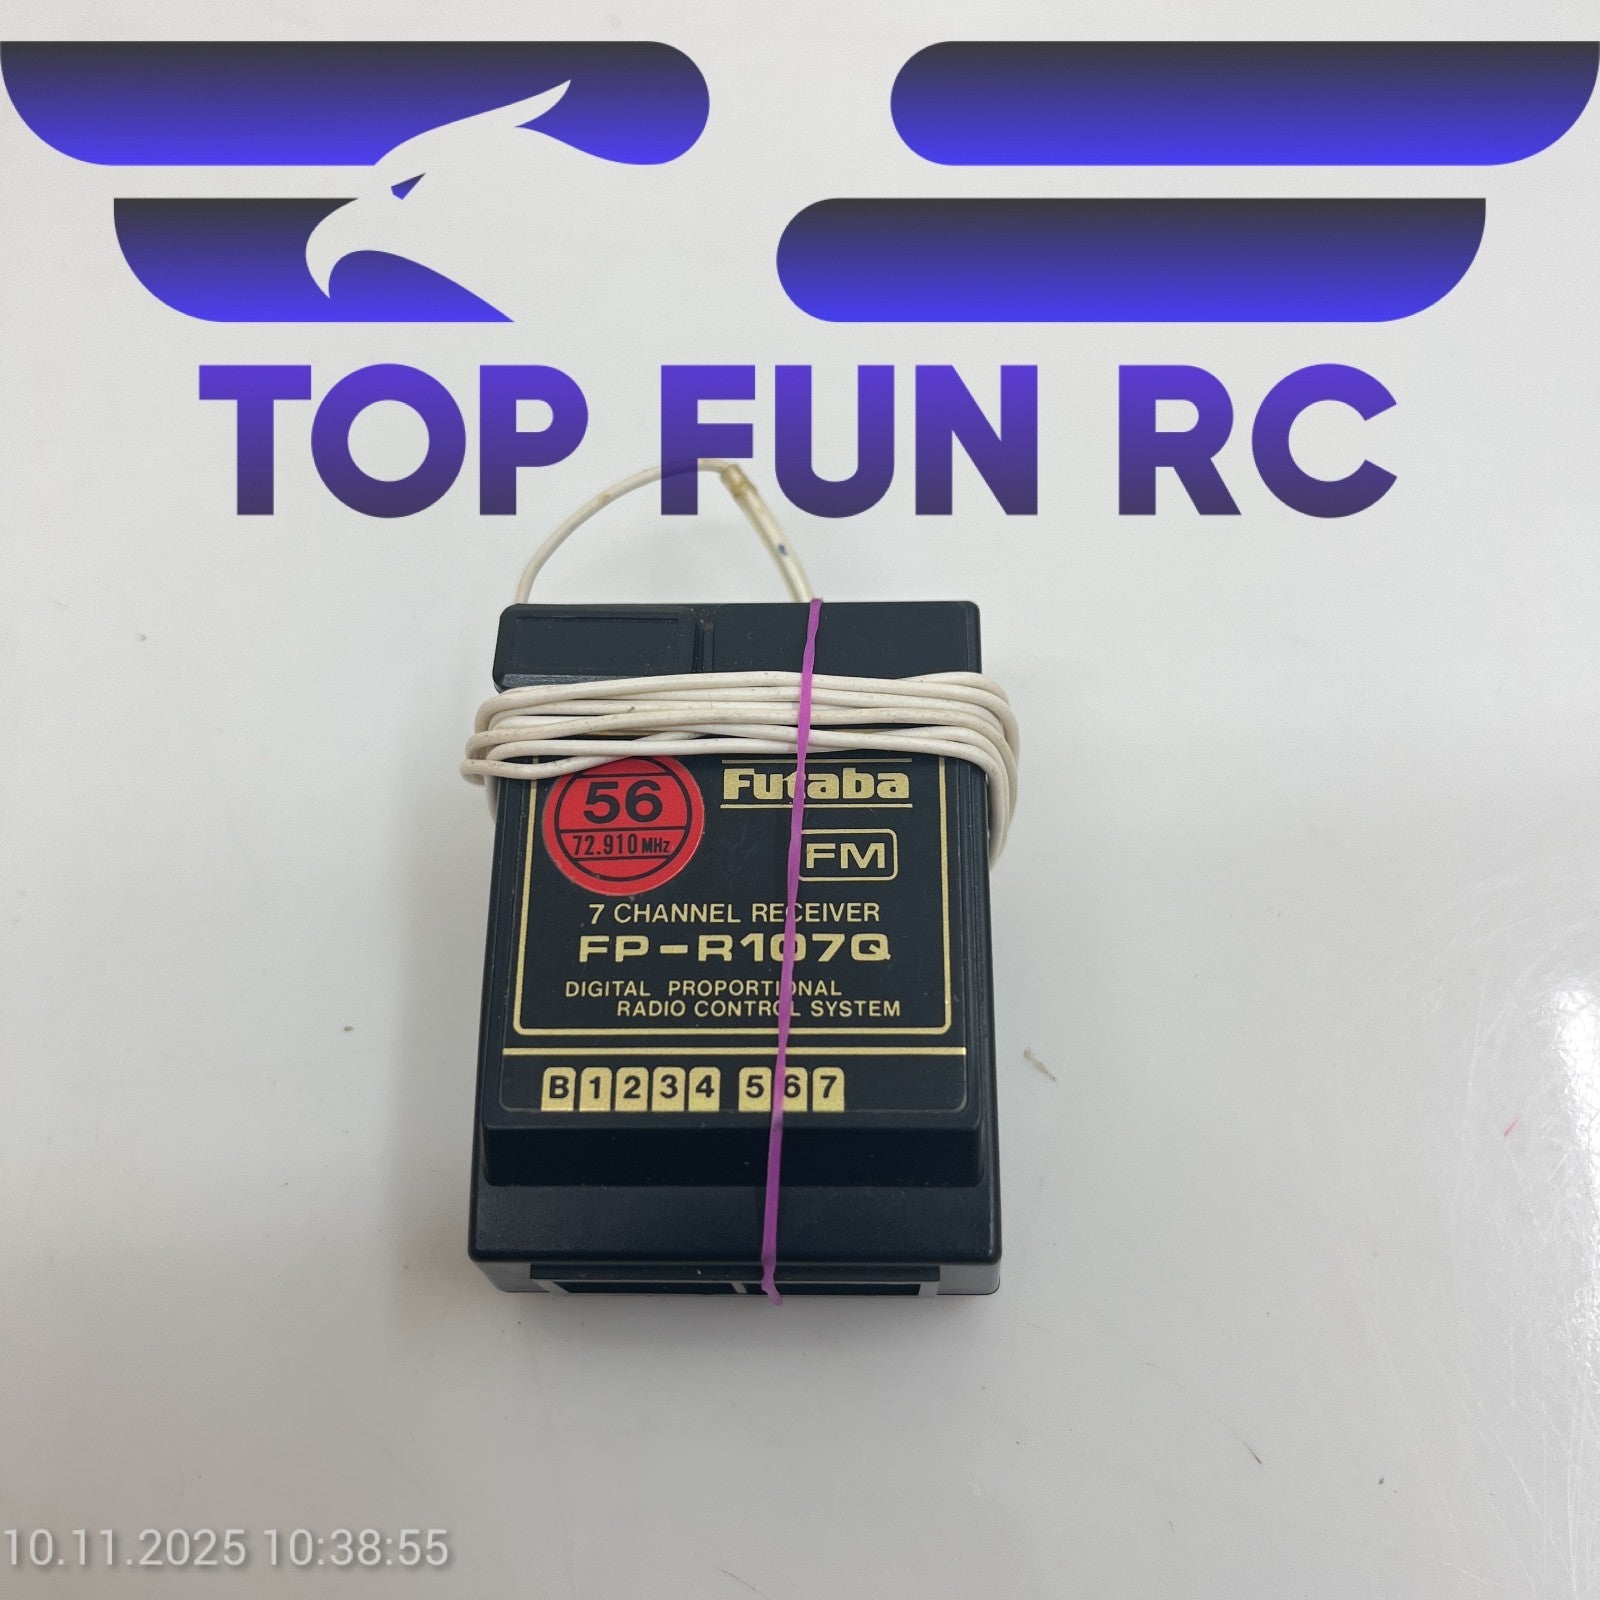 TOP FUN RC
56
72.910 MHz
Futaba
FM
7 CHANNEL RECEIVER
FP-R107Q
DIGITAL PROPORTIONAL
RADIO CONTROL SYSTEM
B 1 2 3 4 5 6 7
10.11.2025 10:38:55